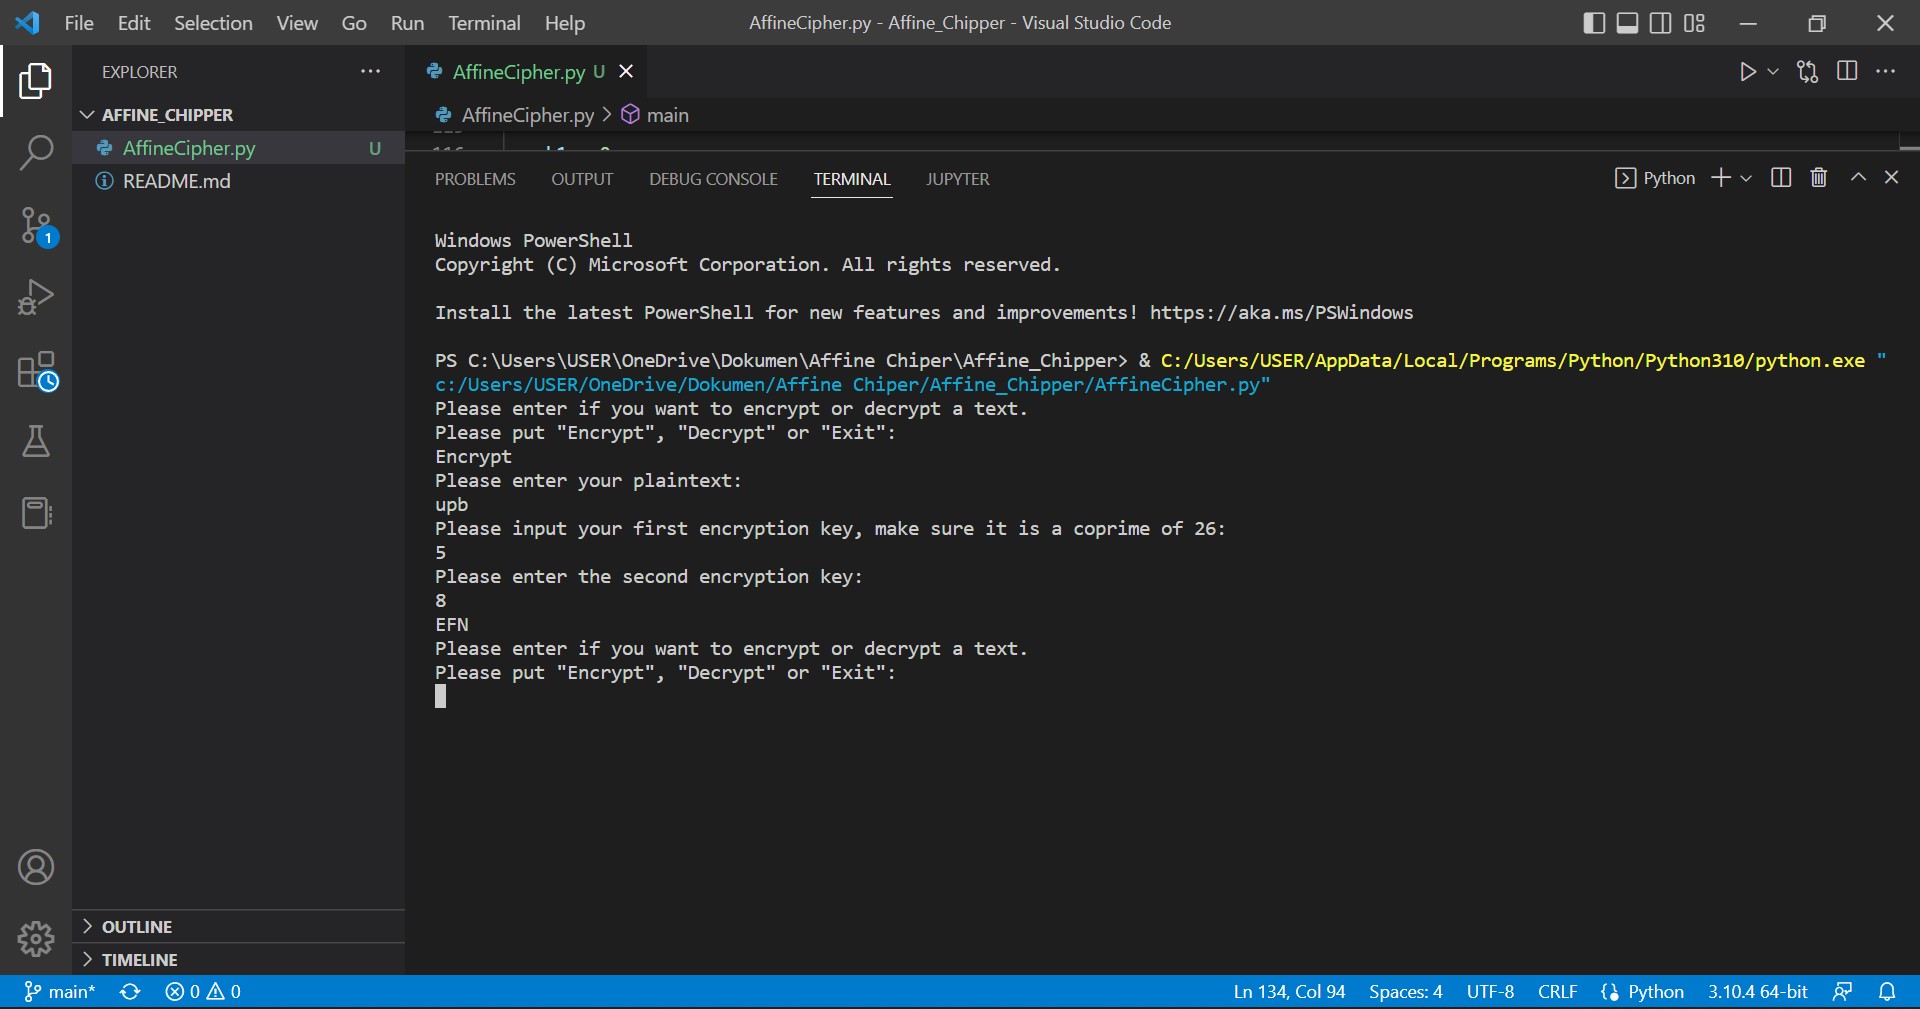 File Edit Selection View Go Run Terminal Help
AffineCipher.py - Affine_Chipper - Visual Studio Code
EXPLORER
AFFINE_CHIPPER
AffineCipher.py U
README.md
1
OUTLINE
TIMELINE
AffineCipher.py U
AffineCipher.py > main
PROBLEMS OUTPUT DEBUG CONSOLE TERMINAL JUPYTER
Python
Windows PowerShell
Copyright (C) Microsoft Corporation. All rights reserved.
Install the latest PowerShell for new features and improvements! https://aka.ms/PSWindows
PS C:\Users\USER\OneDrive\Dokumen\Affine Chiper\Affine_Chipper> & C:/Users/USER/AppData/Local/Programs/Python/Python310/python.exe "
c:/Users/USER/OneDrive/Dokumen/Affine Chiper/Affine_Chipper/AffineCipher.py"
Please enter if you want to encrypt or decrypt a text.
Please put "Encrypt", "Decrypt" or "Exit":
Encrypt
Please enter your plaintext:
upb
Please input your first encryption key, make sure it is a coprime of 26:
5
Please enter the second encryption key:
8
EFN
Please enter if you want to encrypt or decrypt a text.
Please put "Encrypt", "Decrypt" or "Exit":
main* 0 0
Ln 134, Col 94 Spaces: 4 UTF-8 CRLF Python 3.10.4 64-bit